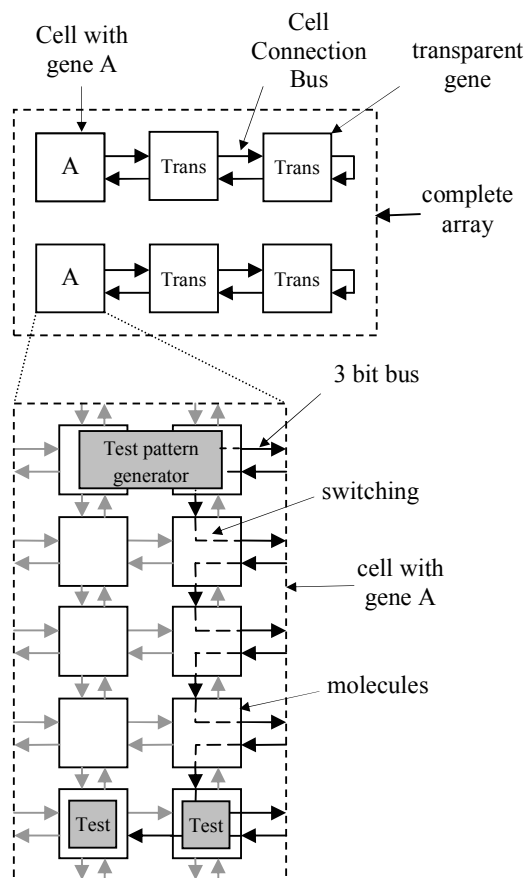 Cell with
gene A
Cell
Connection
Bus
transparent
gene
A
Trans
Trans
complete
array
A
Trans
Trans
3 bit bus
Test pattern
generator
switching
cell with
gene A
molecules
Test
Test